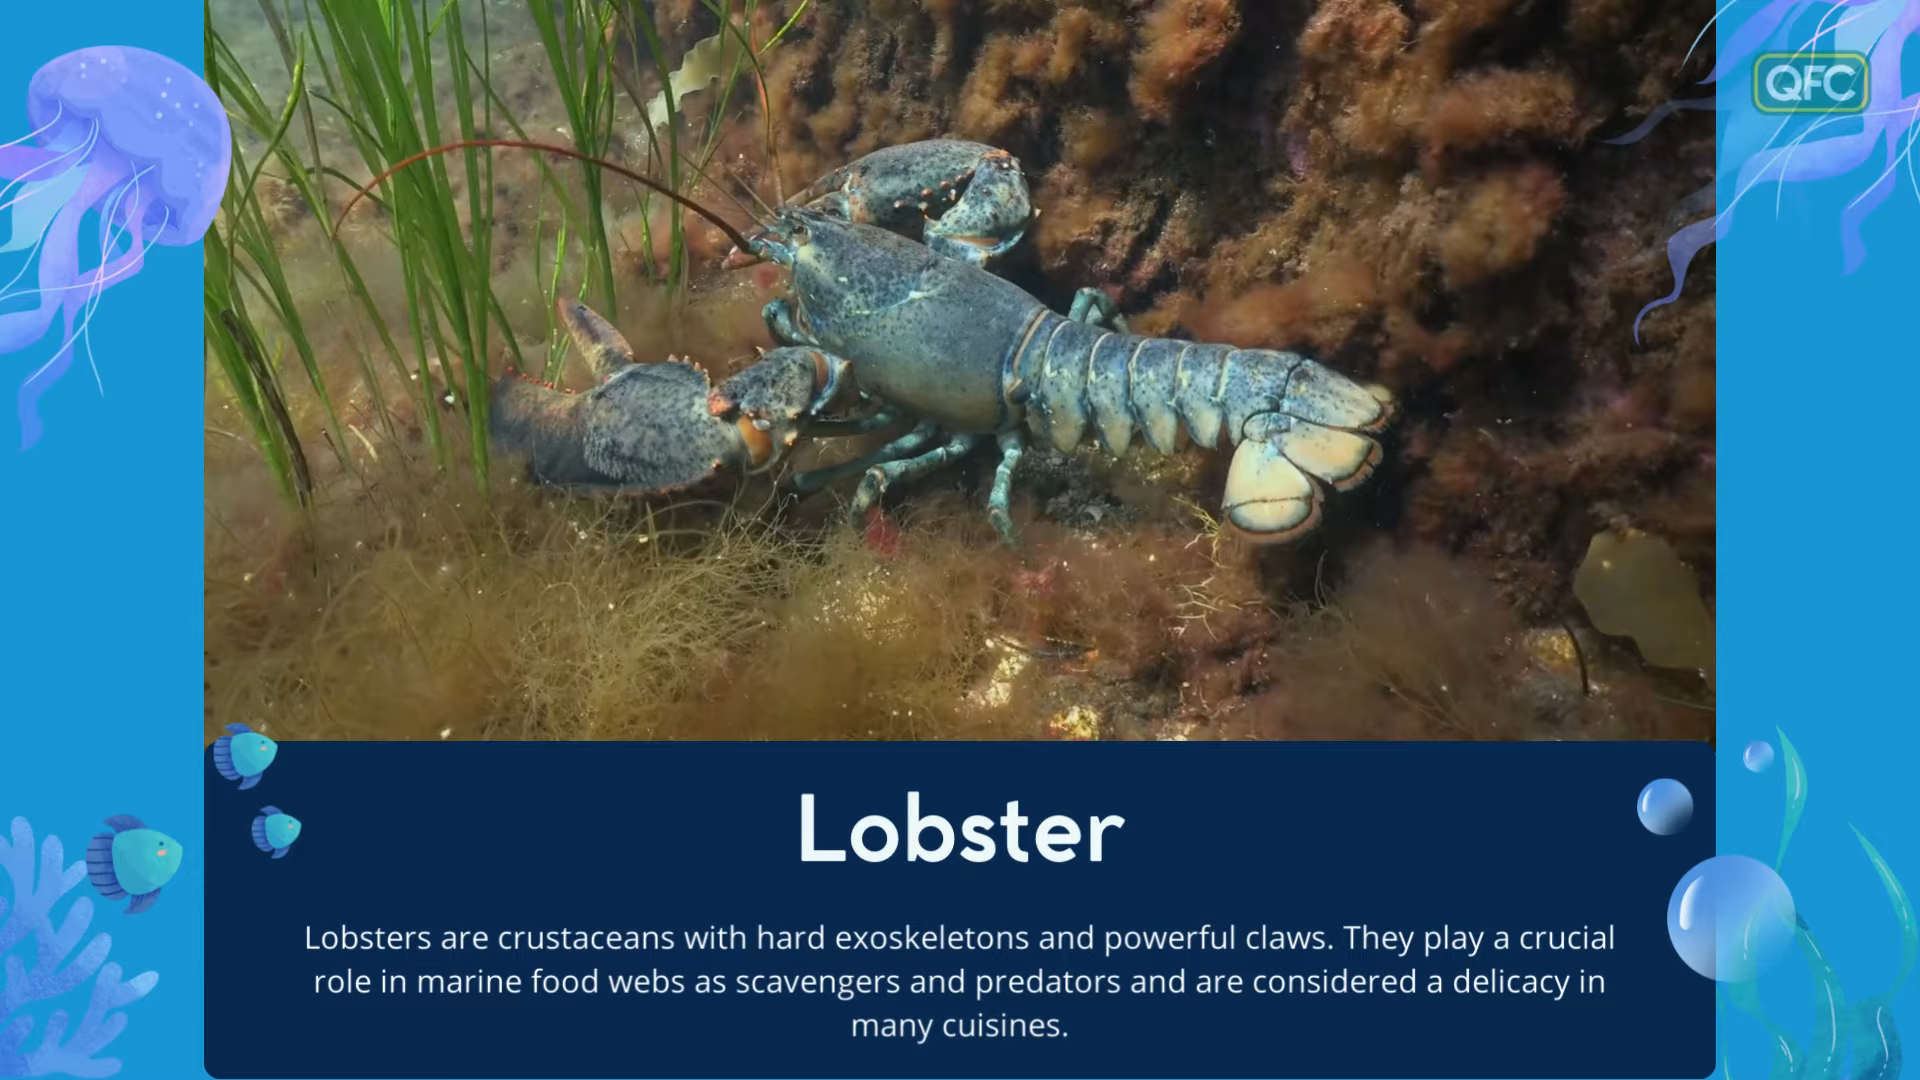 QFC
Lobster
Lobsters are crustaceans with hard exoskeletons and powerful claws. They play a crucial
role in marine food webs as scavengers and predators and are considered a delicacy in
many cuisines.